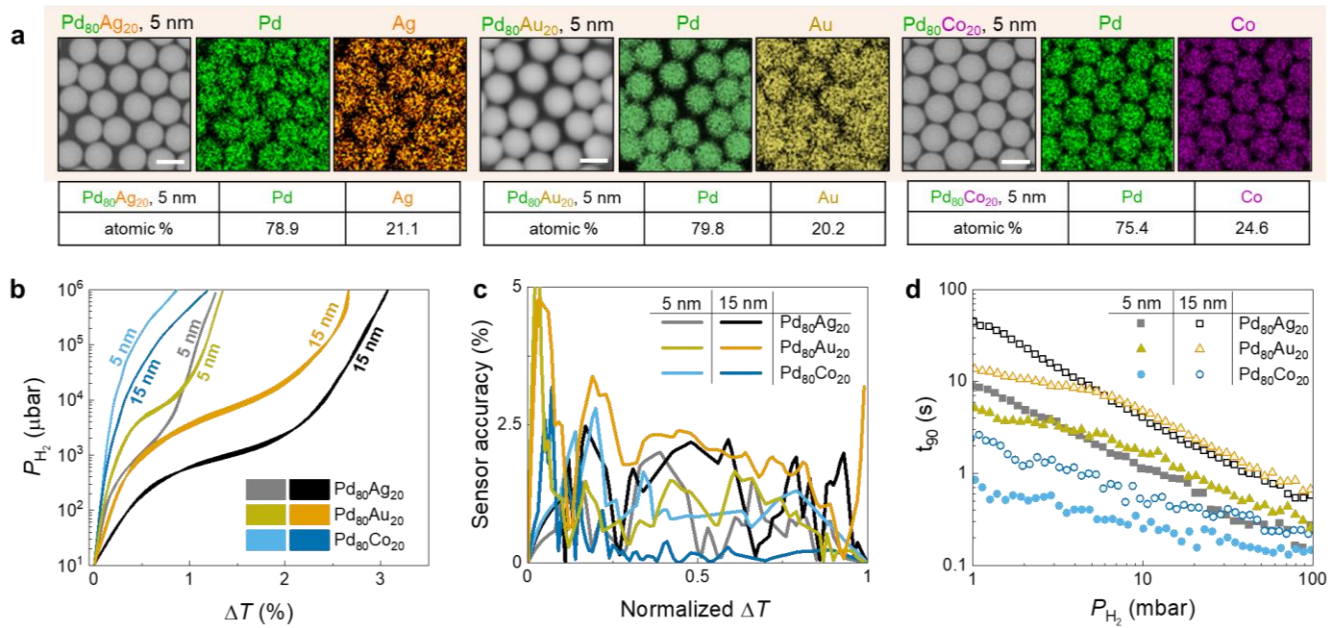 a
Pd80Ag20, 5 nm Pd Ag Pd80Au20, 5 nm Pd Au Pd80Co20, 5 nm Pd Co
Pd80Ag20, 5 nm Pd Ag
atomic % 78.9 21.1
Pd80Au20, 5 nm Pd Au
atomic % 79.8 20.2
Pd80Co20, 5 nm Pd Co
atomic % 75.4 24.6
b
PH2 (μbar)
10^6
10^5
10^4
10^3
10^2
10^1
5 nm
15 nm
5 nm
5 nm
15 nm
15 nm
Pd80Ag20
Pd80Au20
Pd80Co20
0 1 2 3
ΔT (%)
c
Sensor accuracy (%)
5
2.5
0
5 nm 15 nm
Pd80Ag20
Pd80Au20
Pd80Co20
0 0.5 1
Normalized ΔT
d
t90 (s)
100
10
1
0.1
5 nm 15 nm
Pd80Ag20
Pd80Au20
Pd80Co20
1 10 100
PH2 (mbar)